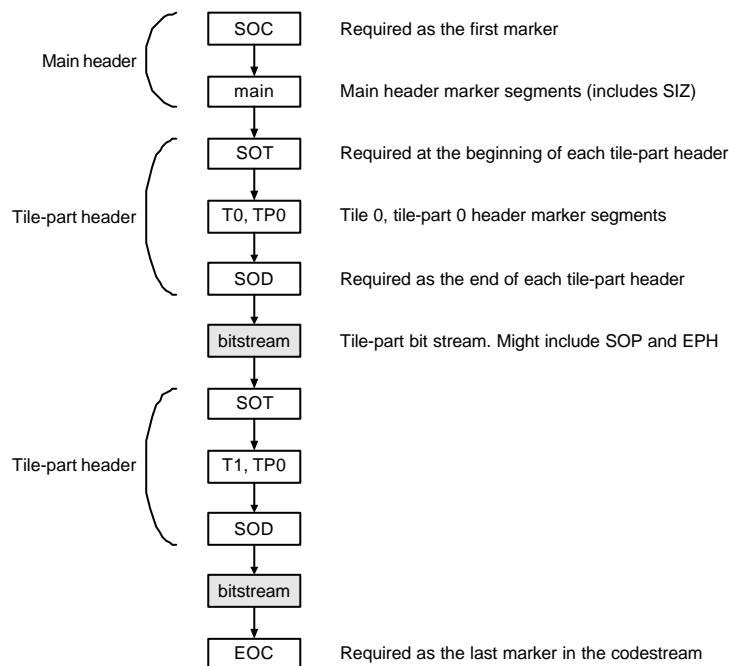 SOC Required as the first marker
Main header
main Main header marker segments (includes SIZ)
SOT Required at the beginning of each tile-part header
Tile-part header T0, TP0 Tile 0, tile-part 0 header marker segments
SOD Required as the end of each tile-part header
bitstream Tile-part bit stream. Might include SOP and EPH
SOT
Tile-part header T1, TP0
SOD
bitstream
EOC Required as the last marker in the codestream